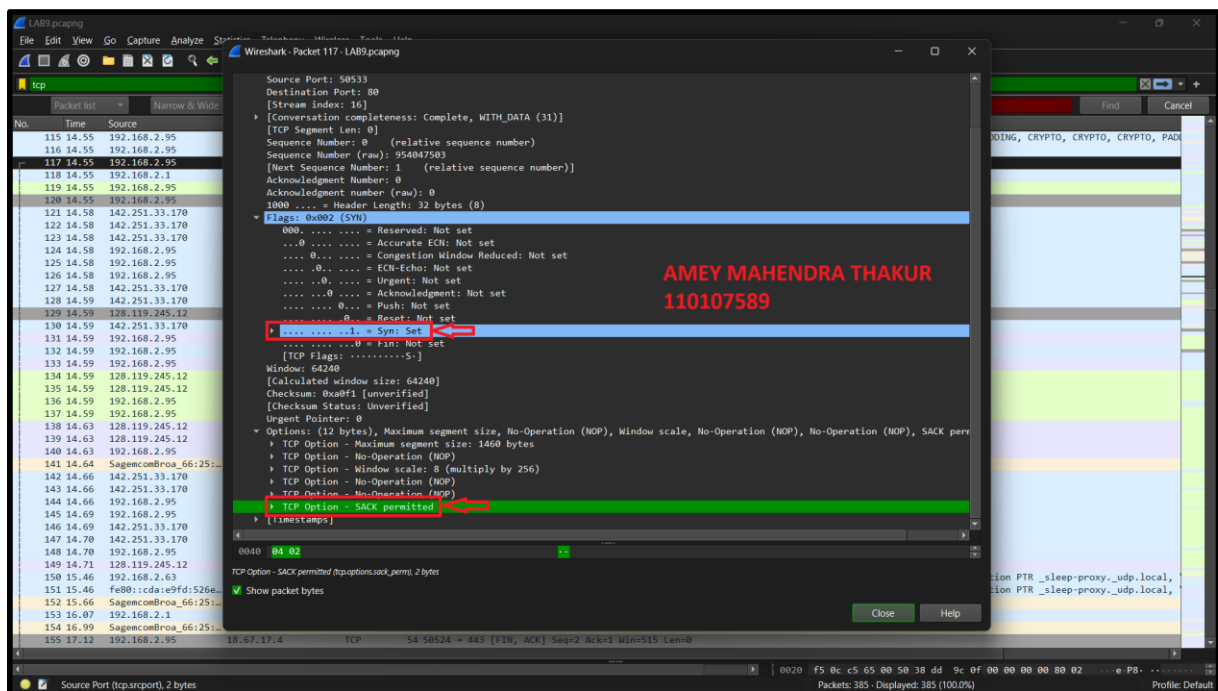 LAB9.pcapng
File Edit View Go Capture Analyze
Wireshark · Packet 117 · LAB9.pcapng
tcp
Packet list Narrow & Wide Find Cancel
No. Time Source
115 14.55 192.168.2.95
116 14.55 192.168.2.95
117 14.55 192.168.2.95
118 14.55 192.168.2.1
119 14.55 192.168.2.95
120 14.55 192.168.2.95
121 14.58 142.251.33.170
122 14.58 142.251.33.170
123 14.58 142.251.33.170
124 14.58 192.168.2.95
125 14.58 192.168.2.95
126 14.58 192.168.2.95
127 14.58 142.251.33.170
128 14.59 142.251.33.170
129 14.59 128.119.245.12
130 14.59 142.251.33.170
131 14.59 192.168.2.95
132 14.59 192.168.2.95
133 14.59 192.168.2.95
134 14.59 128.119.245.12
135 14.59 128.119.245.12
136 14.59 192.168.2.95
137 14.59 192.168.2.95
138 14.63 128.119.245.12
139 14.63 128.119.245.12
140 14.63 192.168.2.95
141 14.64 SagemcomBroa_66:25:…
142 14.66 142.251.33.170
143 14.66 142.251.33.170
144 14.66 192.168.2.95
145 14.69 192.168.2.95
146 14.69 142.251.33.170
147 14.70 142.251.33.170
148 14.70 192.168.2.95
149 14.71 128.119.245.12
150 15.46 192.168.2.63
151 15.46 fe80::cda:e9fd:526e…
152 15.66 SagemcomBroa_66:25:…
153 16.07 192.168.2.1
154 16.99 SagemcomBroa_66:25:…
155 17.12 192.168.2.95 18.67.17.4 TCP 54 50524 → 443 [FIN, ACK] Seq=2 Ack=1 Win=515 Len=0
Source Port: 50533
Destination Port: 80
[Stream index: 16]
[Conversation completeness: Complete, WITH_DATA (31)]
[TCP Segment Len: 0]
Sequence Number: 0 (relative sequence number)
Sequence Number (raw): 954047503
[Next Sequence Number: 1 (relative sequence number)]
Acknowledgment Number: 0
Acknowledgment number (raw): 0
1000 .... = Header Length: 32 bytes (8)
Flags: 0x002 (SYN)
000. .... .... = Reserved: Not set
...0 .... .... = Accurate ECN: Not set
.... 0... .... = Congestion Window Reduced: Not set
.... .0.. .... = ECN-Echo: Not set
.... ..0. .... = Urgent: Not set
.... ...0 .... = Acknowledgment: Not set
.... .... 0... = Push: Not set
.... .... .0.. = Reset: Not set
.... .... ..1. = Syn: Set
.... .... ...0 = Fin: Not set
[TCP Flags: ··········S·]
Window: 64240
[Calculated window size: 64240]
Checksum: 0xa0f1 [unverified]
[Checksum Status: Unverified]
Urgent Pointer: 0
Options: (12 bytes), Maximum segment size, No-Operation (NOP), Window scale, No-Operation (NOP), No-Operation (NOP), SACK perm
TCP Option - Maximum segment size: 1460 bytes
TCP Option - No-Operation (NOP)
TCP Option - Window scale: 8 (multiply by 256)
TCP Option - No-Operation (NOP)
TCP Option - No-Operation (NOP)
TCP Option - SACK permitted
[Timestamps]
AMEY MAHENDRA THAKUR
110107589
0040 04 02 ··
TCP Option - SACK permitted (tcp.options.sack_perm), 2 bytes
Show packet bytes
Close Help
DDING, CRYPTO, CRYPTO, CRYPTO, PADD
tion PTR _sleep-proxy._udp.local, "
tion PTR _sleep-proxy._udp.local, "
0020 f5 0c c5 65 00 50 38 dd 9c 0f 00 00 00 00 80 02 ···e·P8· ········
Source Port (tcp.srcport), 2 bytes Packets: 385 · Displayed: 385 (100.0%) Profile: Default